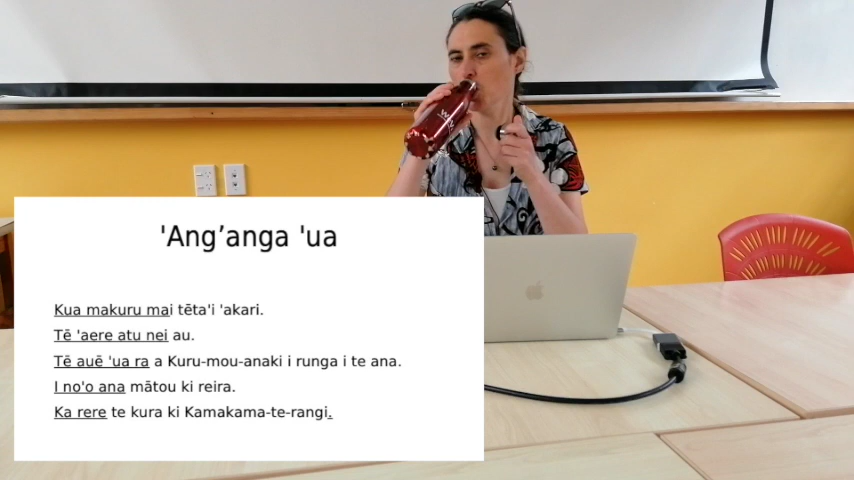 'Ang’anga 'ua
Kua makuru mai tēta'i 'akari.
Tē 'aere atu nei au.
Tē auē 'ua ra a Kuru-mou-anaki i runga i te ana.
I no'o ana mātou ki reira.
Ka rere te kura ki Kamakama-te-rangi.